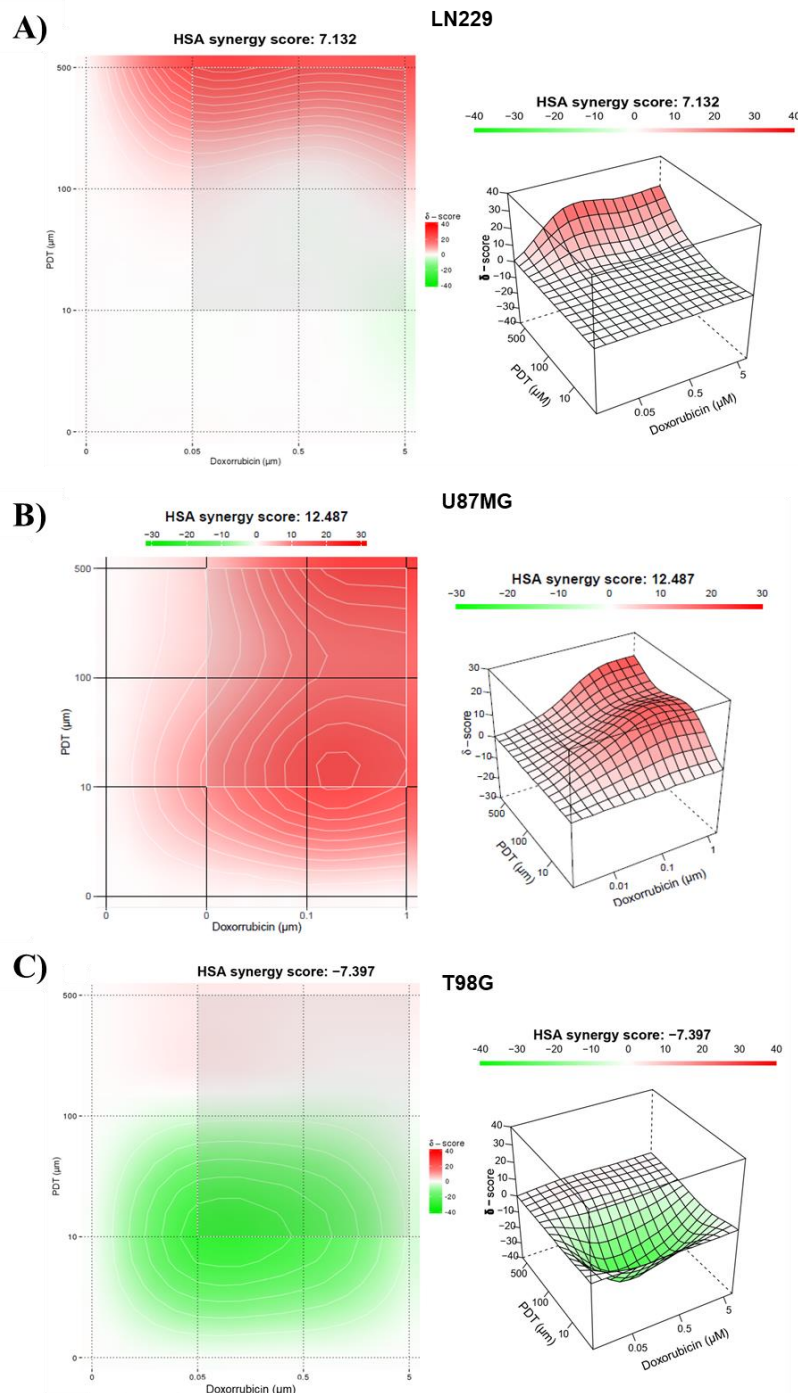 A)
LN229
HSA synergy score: 7.132
500
100
10
0
PDT (µm)
0 0.05 0.5 5
Doxorrubicin (µm)
δ – score
40
20
0
−20
−40
HSA synergy score: 7.132
−40 −30 −20 −10 0 10 20 30 40
40
30
20
10
0
−10
−20
−30
−40
δ – score
500
100
10
PDT (µM)
0.05
0.5
5
Doxorubicin (µM)
B)
U87MG
HSA synergy score: 12.487
−30 −20 −10 0 10 20 30
500
100
10
0
PDT (µm)
0 0 0.1 1
Doxorrubicin (µm)
HSA synergy score: 12.487
−30 −20 −10 0 10 20 30
30
20
10
0
−10
−20
−30
δ – score
500
100
10
PDT (µm)
0.01
0.1
1
Doxorrubicin (µm)
C)
T98G
HSA synergy score: −7.397
500
100
10
0
PDT (µm)
0 0.05 0.5 5
Doxorrubicin (µm)
δ – score
40
20
0
−20
−40
HSA synergy score: −7.397
−40 −30 −20 −10 0 10 20 30 40
40
30
20
10
0
−10
−20
−30
−40
δ – score
500
100
10
PDT (µm)
0.05
0.5
5
Doxorubicin (µM)